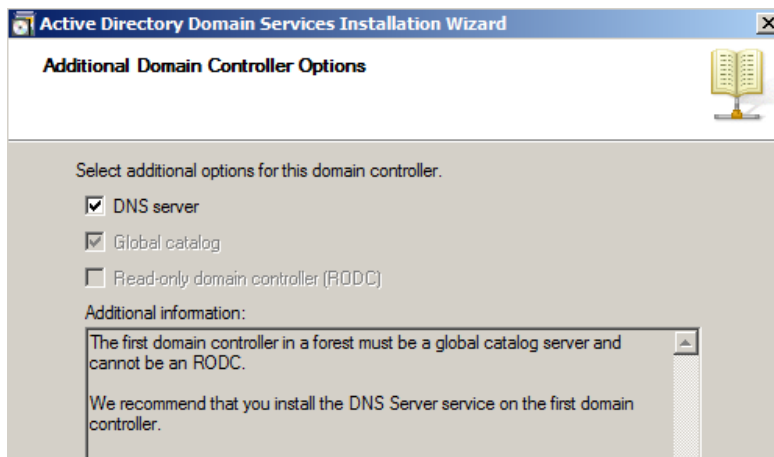 Active Directory Domain Services Installation Wizard
Additional Domain Controller Options
Select additional options for this domain controller.
DNS server
Global catalog
Read-only domain controller (RODC)
Additional information:
The first domain controller in a forest must be a global catalog server and
cannot be an RODC.
We recommend that you install the DNS Server service on the first domain
controller.